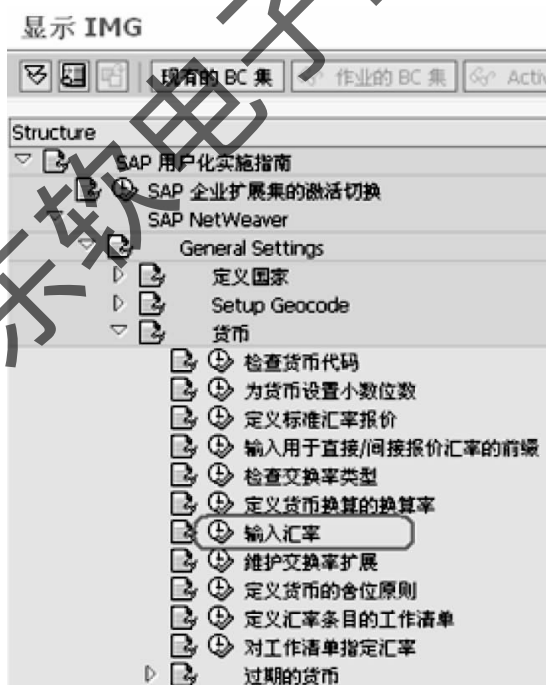 显示 IMG
现有的 BC 集 作业的 BC 集 Activ
Structure
SAP 用户化实施指南
SAP 企业扩展集的激活切换
SAP NetWeaver
General Settings
定义国家
Setup Geocode
货币
检查货币代码
为货币设置小数位数
定义标准汇率报价
输入用于直接/间接报价汇率的前缀
检查交换率类型
定义货币换算的换算率
输入汇率
维护交换率扩展
定义货币的舍位原则
定义汇率条目的工作清单
对工作清单指定汇率
过期的货币
软电子